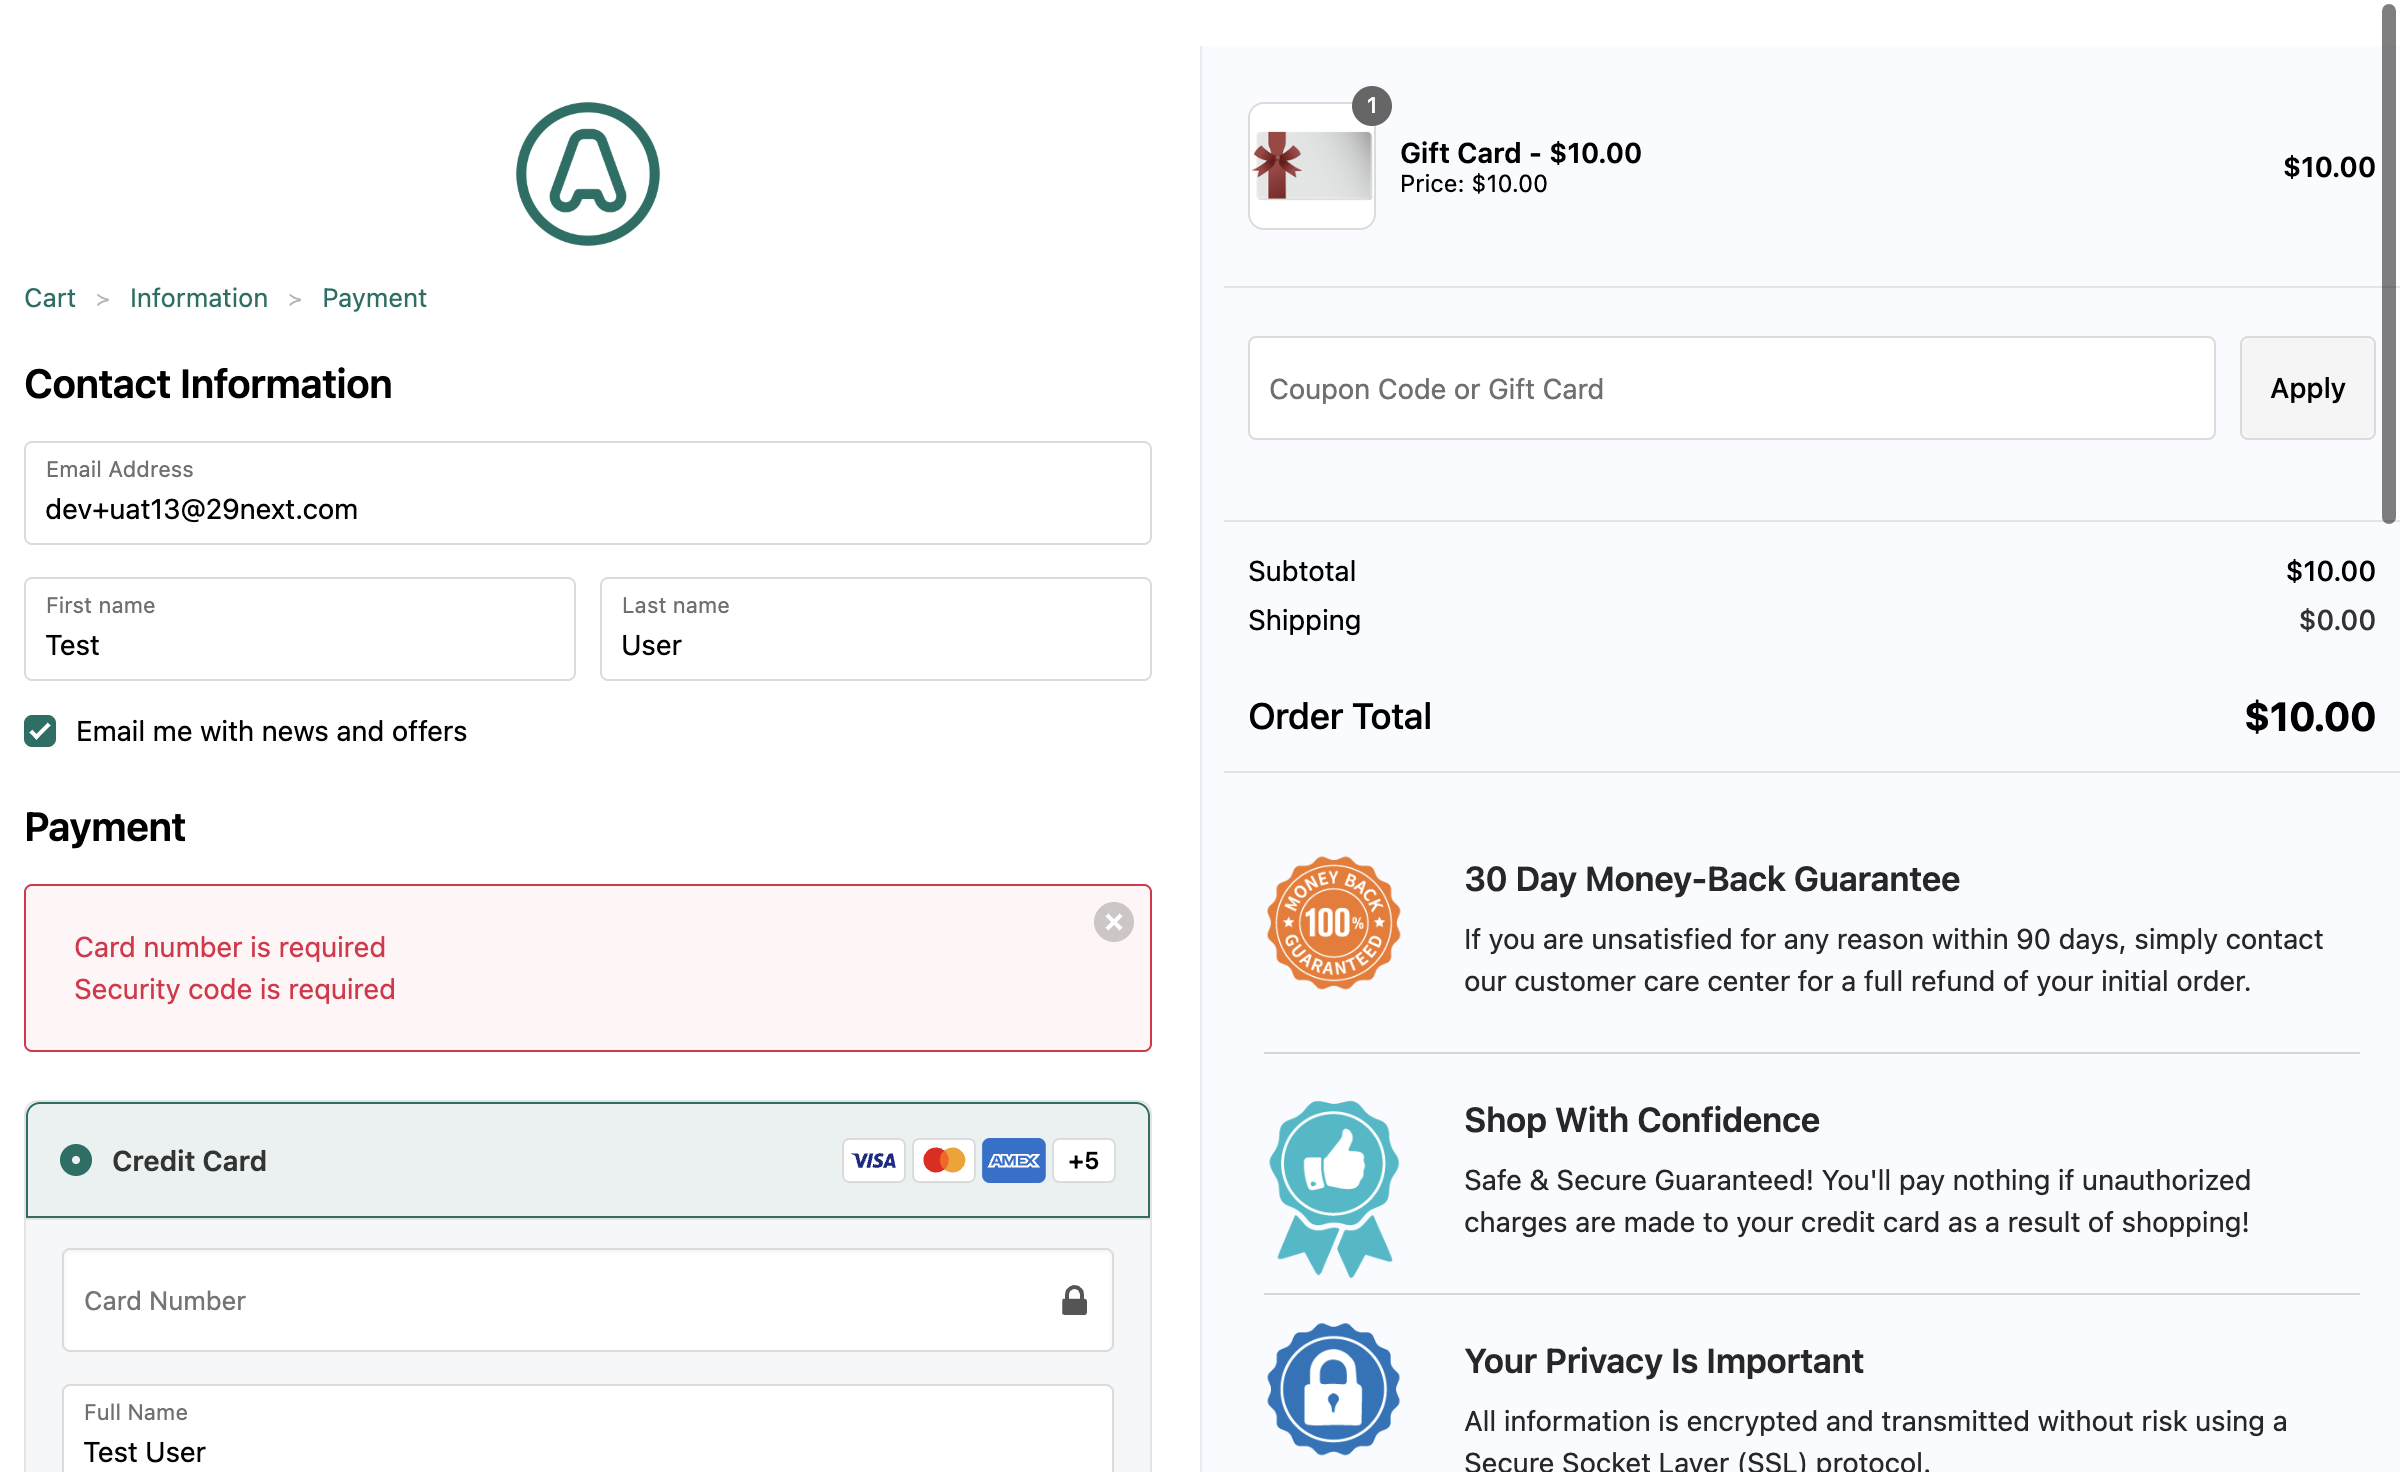 Cart > Information > Payment
Contact Information
Email Address
dev+uat13@29next.com
First name
Test
Last name
User
Email me with news and offers
Payment
Card number is required
Security code is required
Credit Card
VISA
AMEX
+5
Card Number
Full Name
Test User
1
Gift Card - $10.00
Price: $10.00
$10.00
Coupon Code or Gift Card
Apply
Subtotal
$10.00
Shipping
$0.00
Order Total
$10.00
MONEY BACK
100%
GUARANTEED
30 Day Money-Back Guarantee
If you are unsatisfied for any reason within 90 days, simply contact
our customer care center for a full refund of your initial order.
Shop With Confidence
Safe & Secure Guaranteed! You'll pay nothing if unauthorized
charges are made to your credit card as a result of shopping!
Your Privacy Is Important
All information is encrypted and transmitted without risk using a
Secure Socket Layer (SSL) protocol.